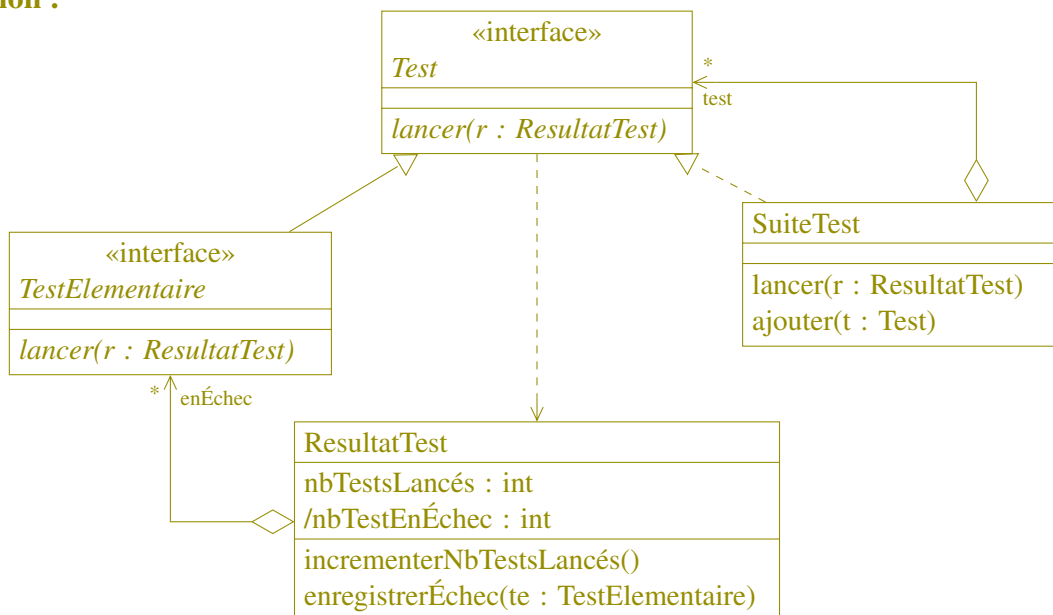 «interface»
Test
lancer(r : ResultatTest)
*
test
SuiteTest
lancer(r : ResultatTest)
ajouter(t : Test)
«interface»
TestElementaire
lancer(r : ResultatTest)
*
enÉchec
ResultatTest
nbTestsLancés : int
/nbTestEnÉchec : int
incrementerNbTestsLancés()
enregistrerÉchec(te : TestElementaire)